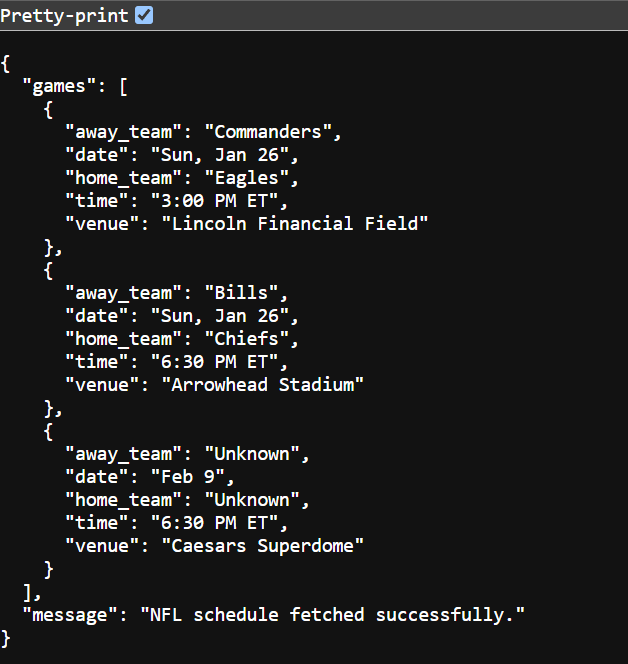 Pretty-print
{
  "games": [
    {
      "away_team": "Commanders",
      "date": "Sun, Jan 26",
      "home_team": "Eagles",
      "time": "3:00 PM ET",
      "venue": "Lincoln Financial Field"
    },
    {
      "away_team": "Bills",
      "date": "Sun, Jan 26",
      "home_team": "Chiefs",
      "time": "6:30 PM ET",
      "venue": "Arrowhead Stadium"
    },
    {
      "away_team": "Unknown",
      "date": "Feb 9",
      "home_team": "Unknown",
      "time": "6:30 PM ET",
      "venue": "Caesars Superdome"
    }
  ],
  "message": "NFL schedule fetched successfully."
}